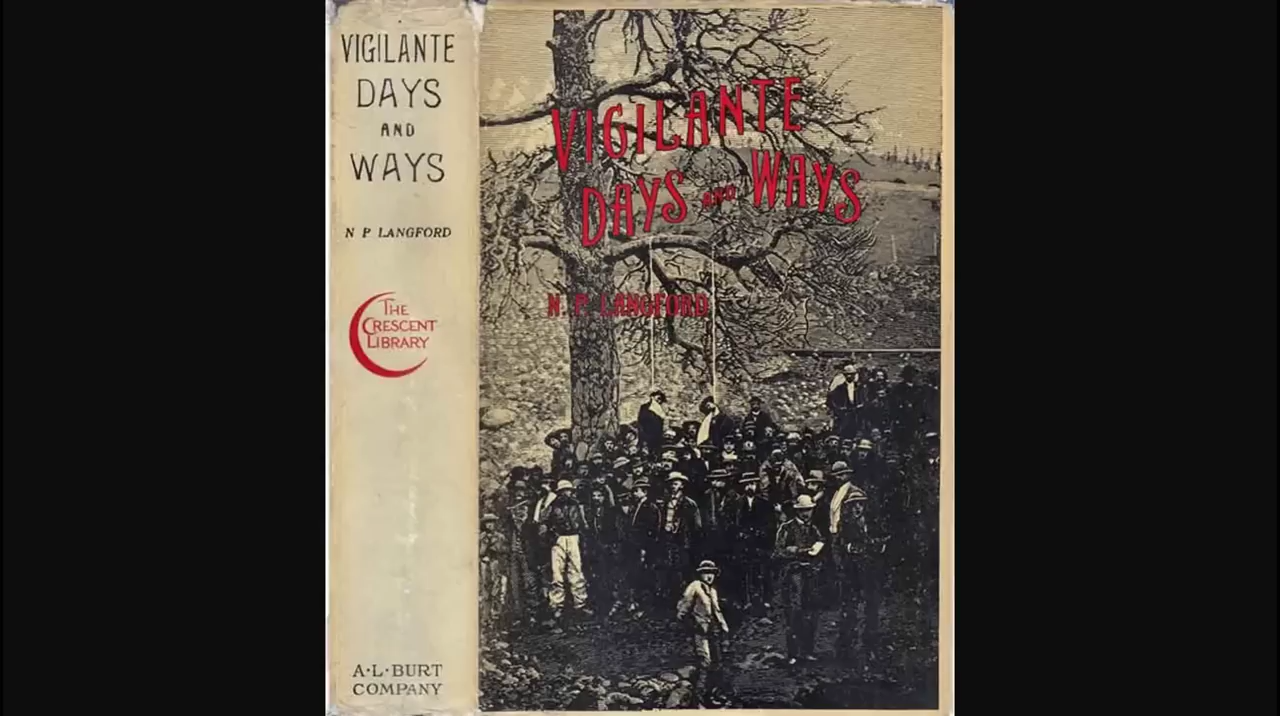 VIGILANTE
DAYS
AND
WAYS
N P LANGFORD
THE
CRESCENT
LIBRARY
A·L·BURT
COMPANY
VIGILANTE
DAYS AND WAYS
N. P. LANGFORD